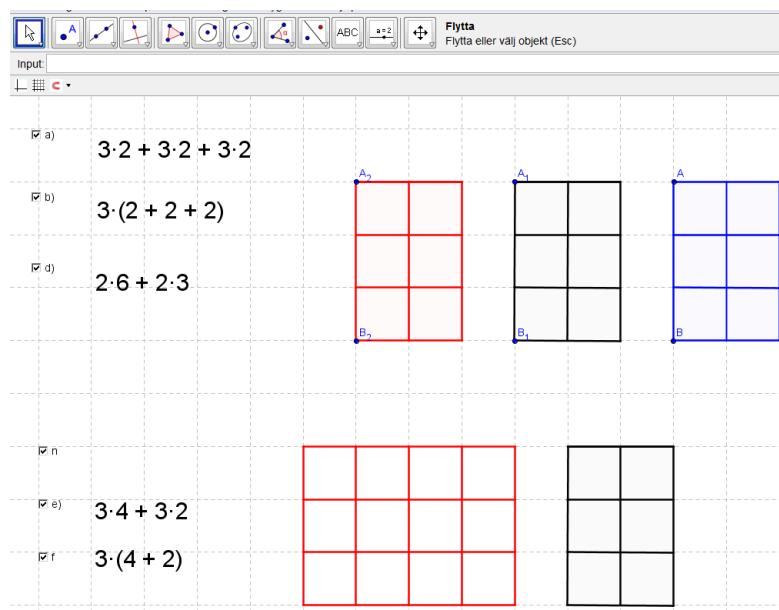 ABC
a=2
Flytta
Flytta eller välj objekt (Esc)
Input:
a)
3·2 + 3·2 + 3·2
A₂
A₁
A
b)
3·(2 + 2 + 2)
d)
2·6 + 2·3
B₂
B₁
B
n
e)
3·4 + 3·2
f
3·(4 + 2)